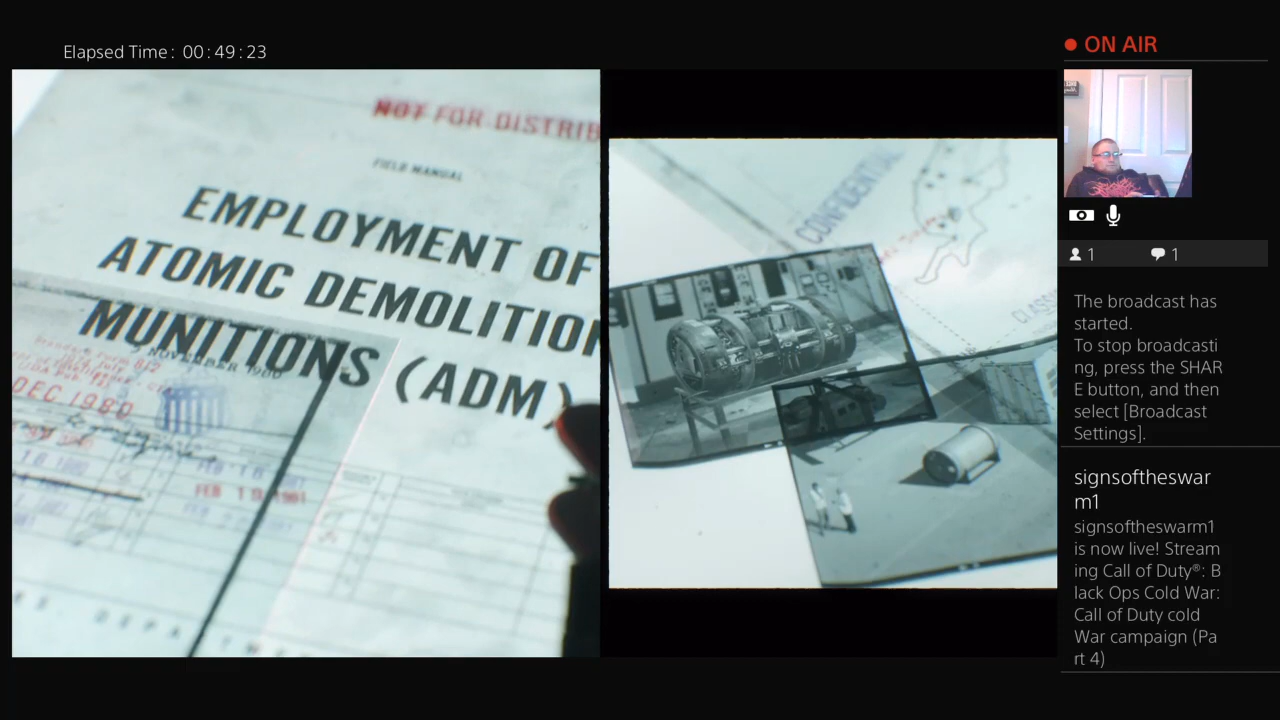 Elapsed Time: 00:49:23
NOT FOR DISTRIB
FIELD MANUAL
EMPLOYMENT OF
ATOMIC DEMOLITION
MUNITIONS (ADM)
5 NOVEMBER 1980
DEC 1980
FEB 1981
CONFIDENTIAL
ON AIR
1
1
The broadcast has
started.
To stop broadcasti
ng, press the SHAR
E button, and then
select [Broadcast
Settings].
signsoftheswar
m1
signsoftheswarm1
is now live! Stream
ing Call of Duty®: B
lack Ops Cold War:
Call of Duty cold
War campaign (Pa
rt 4)